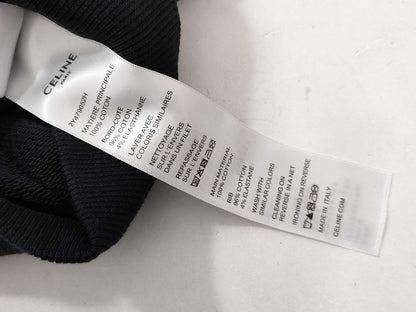 CELINE
PARIS
2Y479052H
MATIERE PRINCIPALE
100% COTON
BORD-COTE
96% COTON
4% ELASTHANNE
LAVER AVEC
COLORIS SIMILAIRES
NETTOYAGE
SUR L'ENVERS
DANS UN FILET
REPASSAGE
SUR L'ENVERS
MAIN MATERIAL
100% COTTON
RIB
96% COTTON
4% ELASTANE
WASH WITH
SIMILAR COLORS
CLEANING ON
REVERSE IN A NET
IRONING ON REVERSE
MADE IN ITALY
CELINE.COM